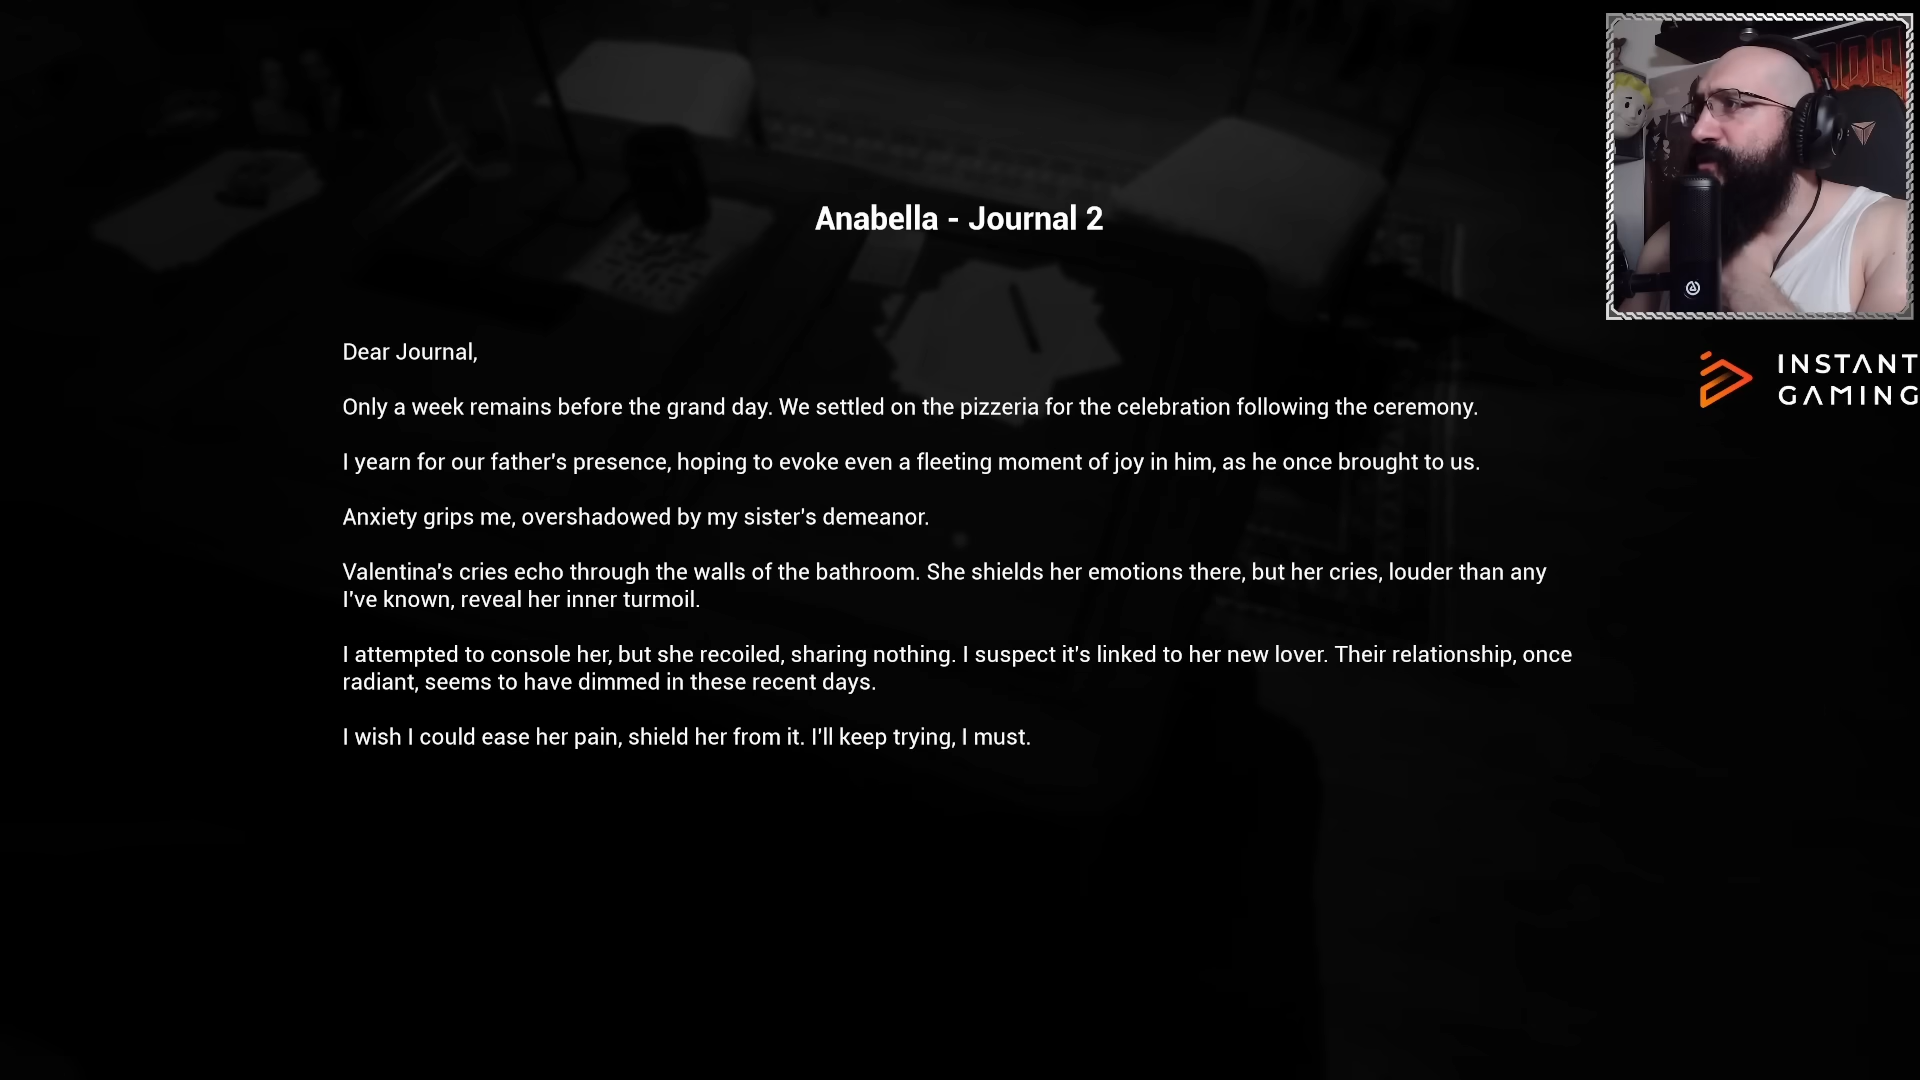 Anabella - Journal 2
Dear Journal,
Only a week remains before the grand day. We settled on the pizzeria for the celebration following the ceremony.
I yearn for our father's presence, hoping to evoke even a fleeting moment of joy in him, as he once brought to us.
Anxiety grips me, overshadowed by my sister's demeanor.
Valentina's cries echo through the walls of the bathroom. She shields her emotions there, but her cries, louder than any
I've known, reveal her inner turmoil.
I attempted to console her, but she recoiled, sharing nothing. I suspect it's linked to her new lover. Their relationship, once
radiant, seems to have dimmed in these recent days.
I wish I could ease her pain, shield her from it. I'll keep trying, I must.
INSTANT
GAMING